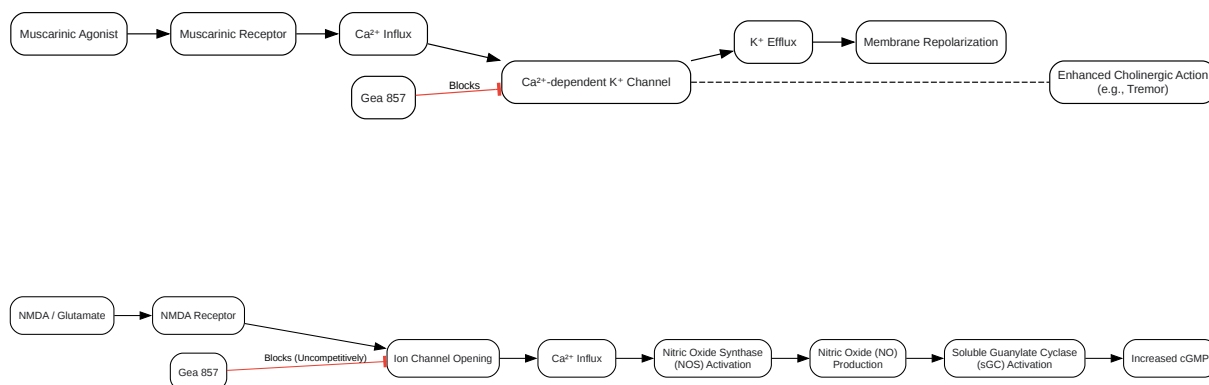 Muscarinic Agonist
Muscarinic Receptor
Ca²⁺ Influx
Gea 857
Blocks
Ca²⁺-dependent K⁺ Channel
K⁺ Efflux
Membrane Repolarization
Enhanced Cholinergic Action
(e.g., Tremor)
NMDA / Glutamate
NMDA Receptor
Gea 857
Blocks (Uncompetitively)
Ion Channel Opening
Ca²⁺ Influx
Nitric Oxide Synthase
(NOS) Activation
Nitric Oxide (NO)
Production
Soluble Guanylate Cyclase
(sGC) Activation
Increased cGMP